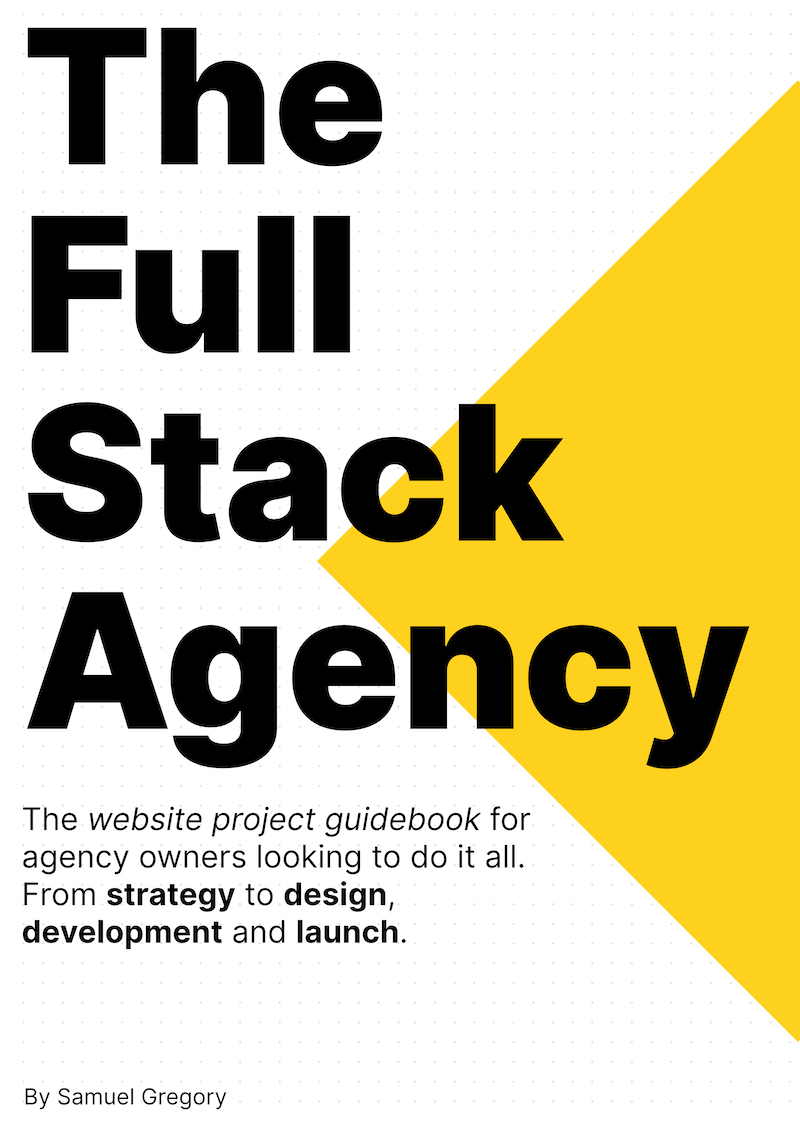 The
Full
Stack
Agency
The website project guidebook for
agency owners looking to do it all.
From strategy to design,
development and launch.
By Samuel Gregory